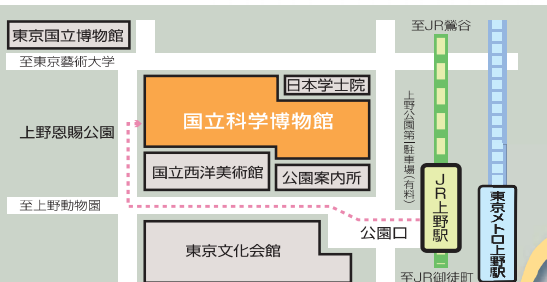 至JR鶯谷
東京国立博物館
至東京藝術大学
日本学士院
上野公園第一駐車場(有料)
国立科学博物館
上野恩賜公園
国立西洋美術館
公園案内所
JR上野駅
東京メトロ上野駅
至上野動物園
公園口
東京文化会館
至JR御徒町